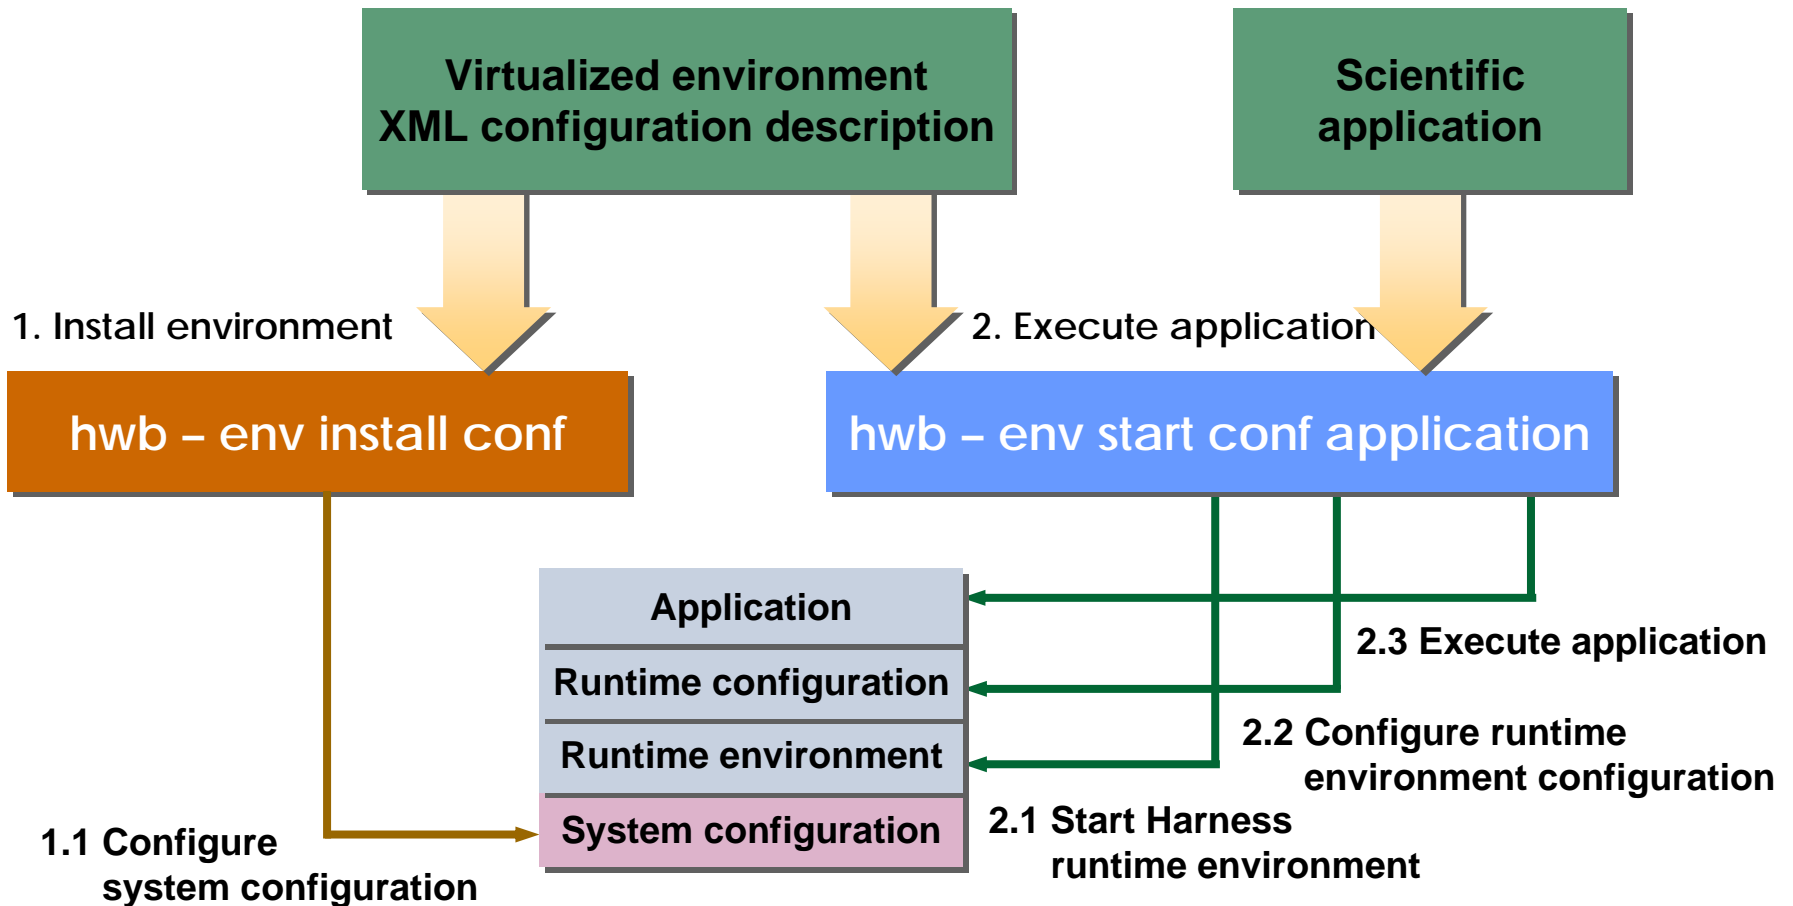 Virtualized environment
XML configuration description
Scientific
application
1. Install environment
2. Execute application
hwb – env install conf
hwb – env start conf application
Application
Runtime configuration
Runtime environment
System configuration
2.3 Execute application
2.2 Configure runtime
environment configuration
2.1 Start Harness
runtime environment
1.1 Configure
system configuration